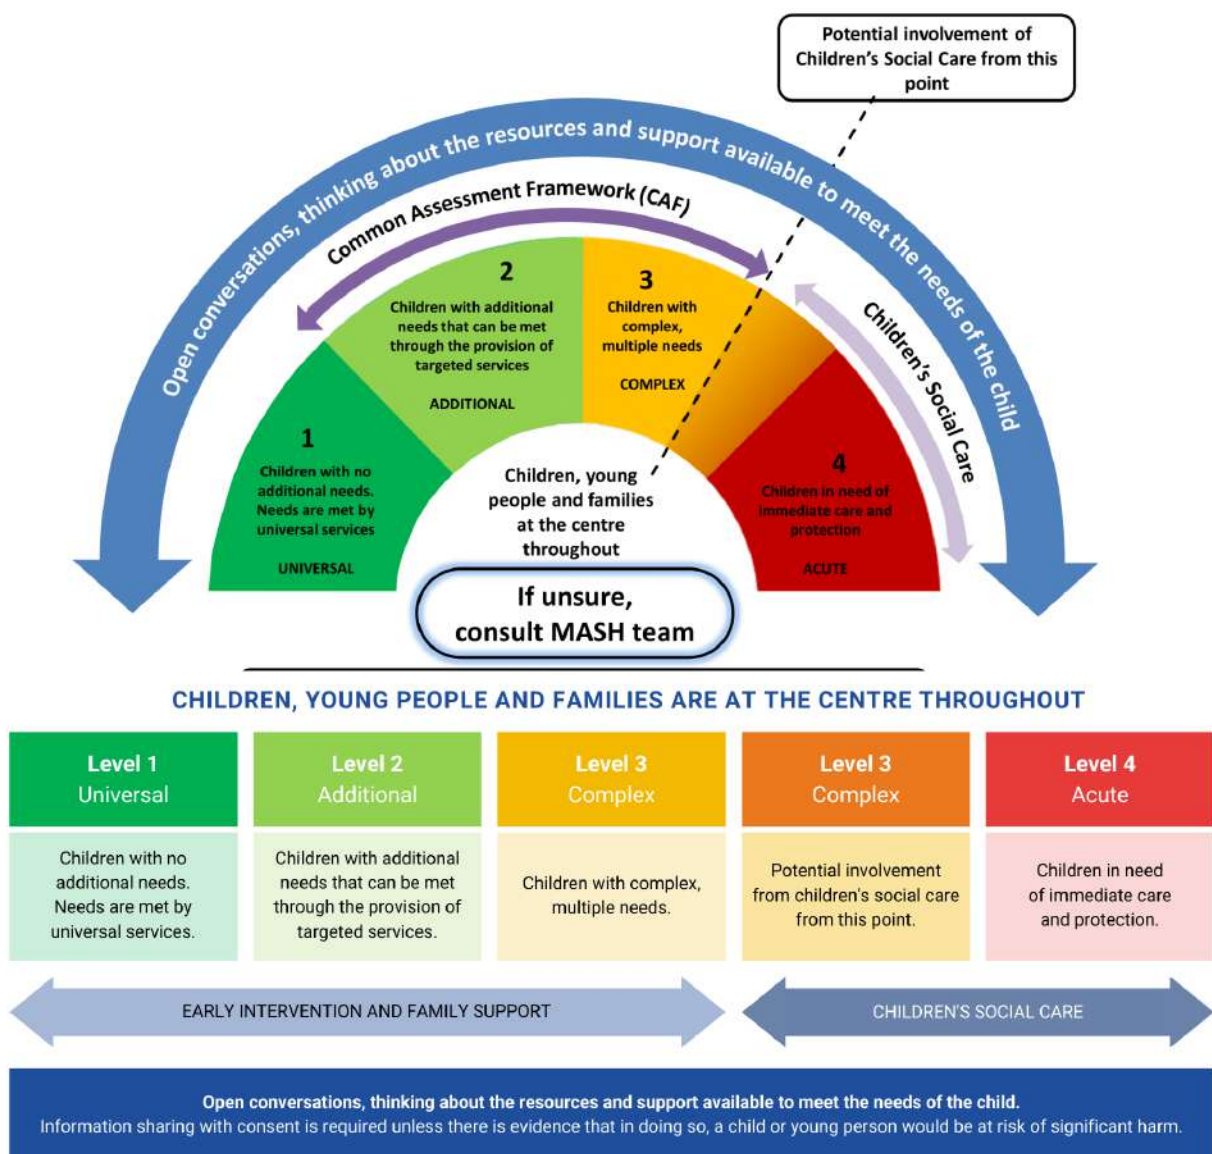 Potential involvement of
Children's Social Care from this
point
Open conversations, thinking about the resources and support available to meet the needs of the child
Common Assessment Framework (CAF)
Children's Social Care
1
Children with no
additional needs.
Needs are met by
universal services
UNIVERSAL
2
Children with additional
needs that can be met
through the provision of
targeted services
ADDITIONAL
3
Children with
complex,
multiple needs
COMPLEX
4
Children in need of
immediate care and
protection
ACUTE
Children, young
people and families
at the centre
throughout
If unsure,
consult MASH team
CHILDREN, YOUNG PEOPLE AND FAMILIES ARE AT THE CENTRE THROUGHOUT
Level 1
Universal
Children with no
additional needs.
Needs are met by
universal services.
Level 2
Additional
Children with additional
needs that can be met
through the provision of
targeted services.
Level 3
Complex
Children with complex,
multiple needs.
Level 3
Complex
Potential involvement
from children's social care
from this point.
Level 4
Acute
Children in need
of immediate care
and protection.
EARLY INTERVENTION AND FAMILY SUPPORT
CHILDREN'S SOCIAL CARE
Open conversations, thinking about the resources and support available to meet the needs of the child.
Information sharing with consent is required unless there is evidence that in doing so, a child or young person would be at risk of significant harm.